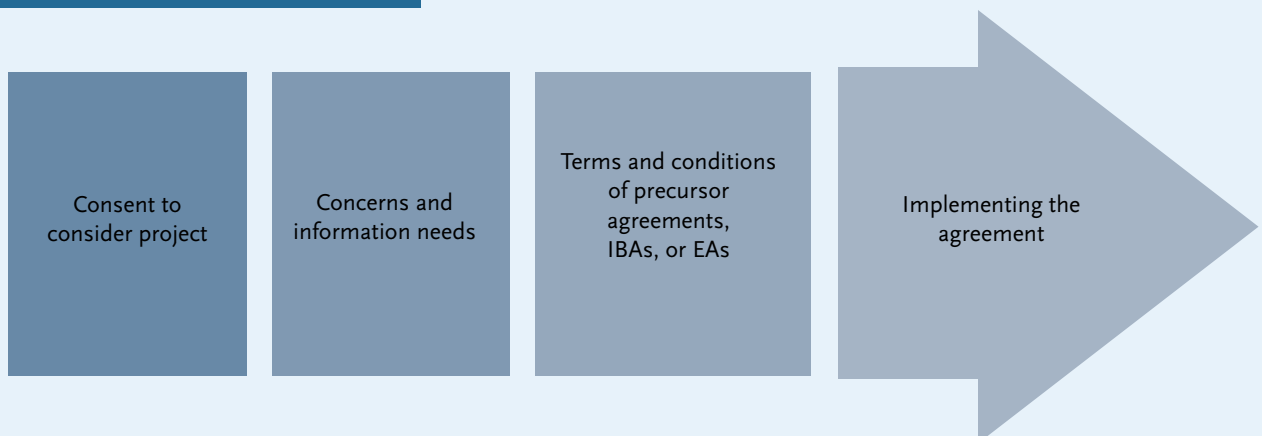 Consent to
consider project
Concerns and
information needs
Terms and conditions
of precursor
agreements,
IBAs, or EAs
Implementing the
agreement